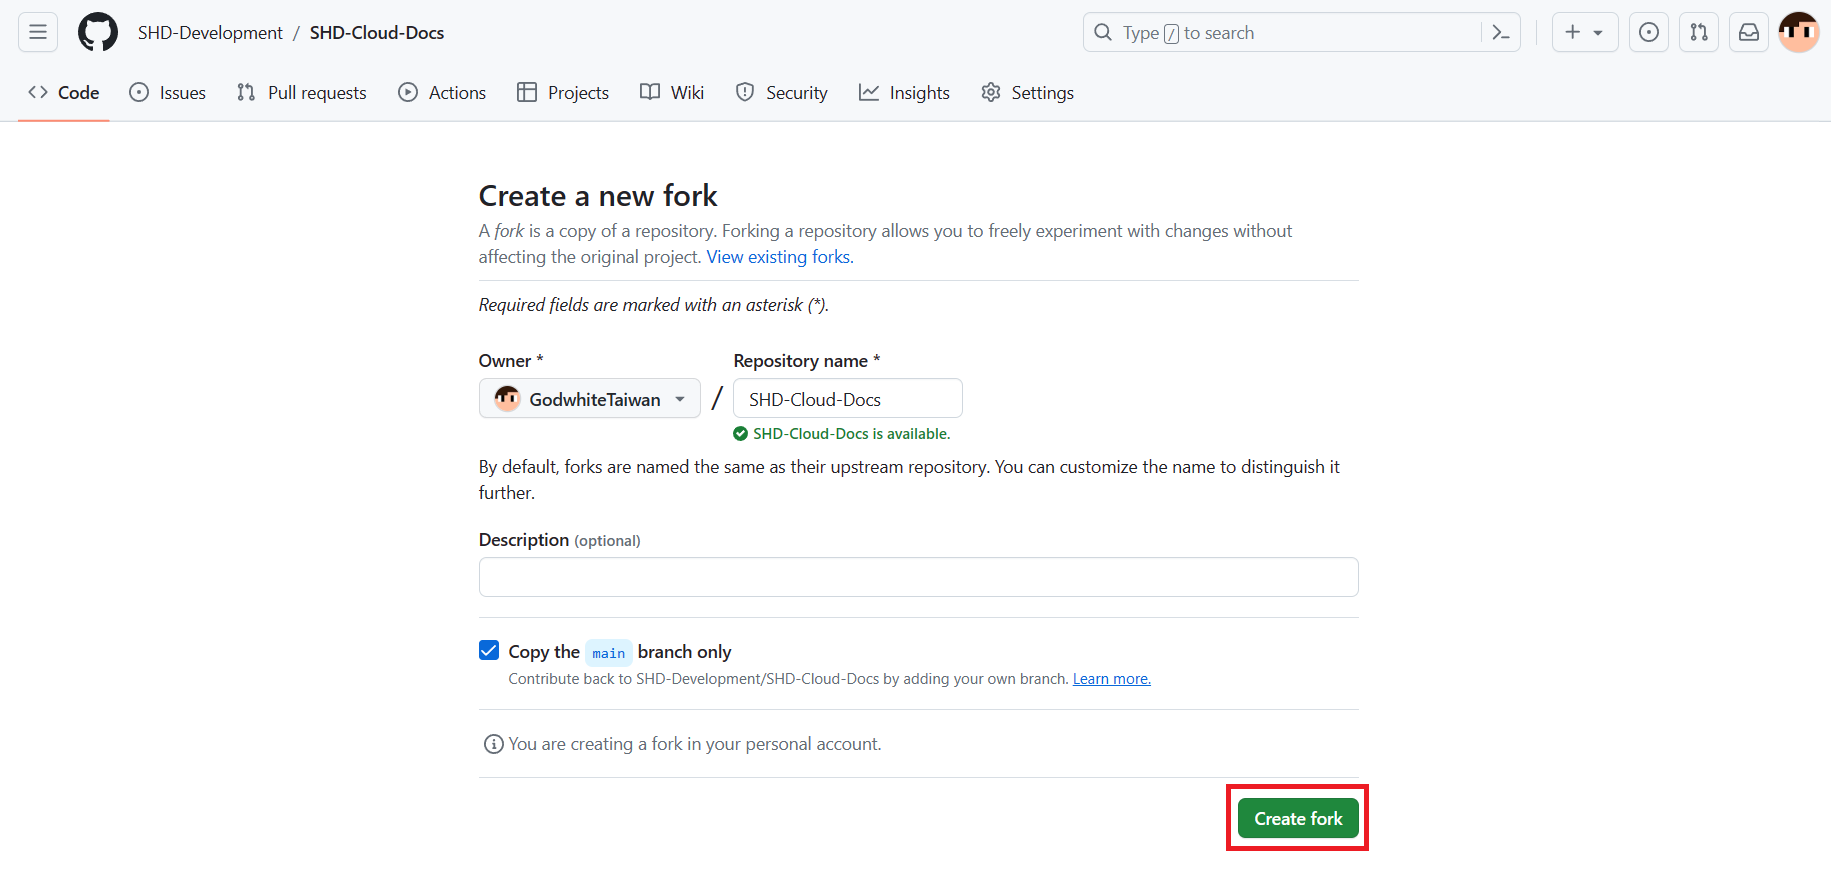 SHD-Development / SHD-Cloud-Docs
Type / to search
Code Issues Pull requests Actions Projects Wiki Security Insights Settings
Create a new fork
A fork is a copy of a repository. Forking a repository allows you to freely experiment with changes without
affecting the original project. View existing forks.
Required fields are marked with an asterisk (*).
Owner * Repository name *
GodwhiteTaiwan / SHD-Cloud-Docs
SHD-Cloud-Docs is available.
By default, forks are named the same as their upstream repository. You can customize the name to distinguish it
further.
Description (optional)
Copy the main branch only
Contribute back to SHD-Development/SHD-Cloud-Docs by adding your own branch. Learn more.
You are creating a fork in your personal account.
Create fork